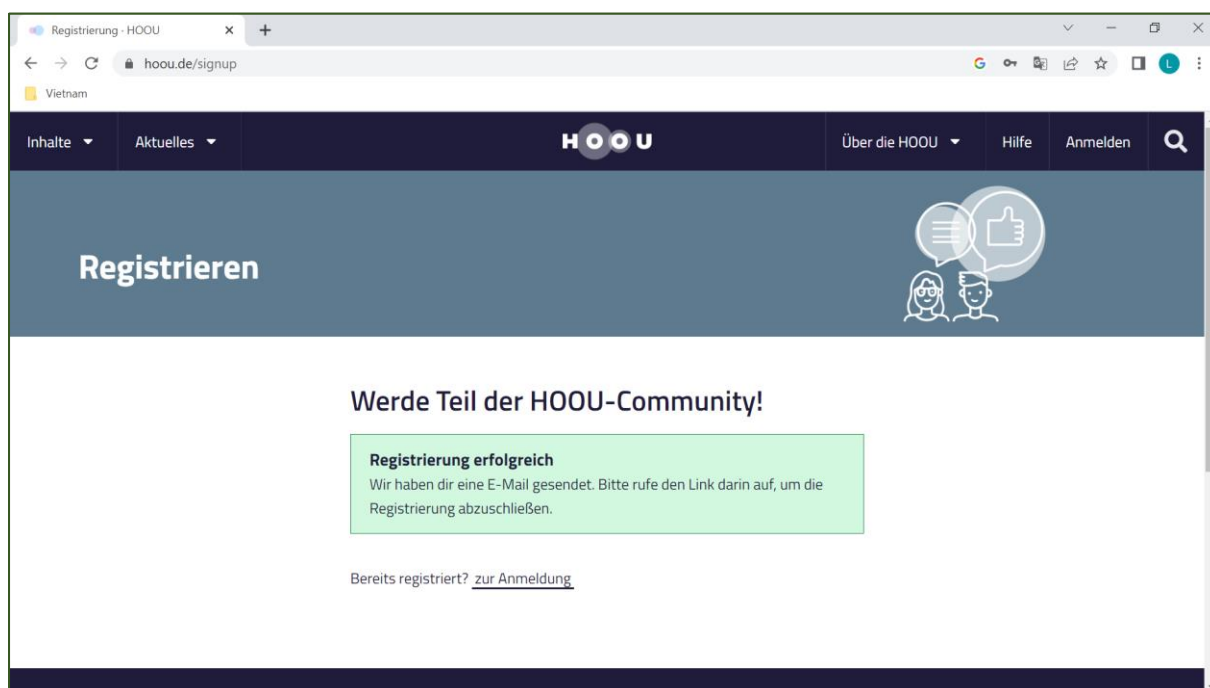 Registrierung - HOOU
hoou.de/signup
L
Vietnam
Inhalte
Aktuelles
HOOU
Über die HOOU
Hilfe
Anmelden
Registrieren
Werde Teil der HOOU-Community!
Registrierung erfolgreich
Wir haben dir eine E-Mail gesendet. Bitte rufe den Link darin auf, um die
Registrierung abzuschließen.
Bereits registriert? zur Anmeldung